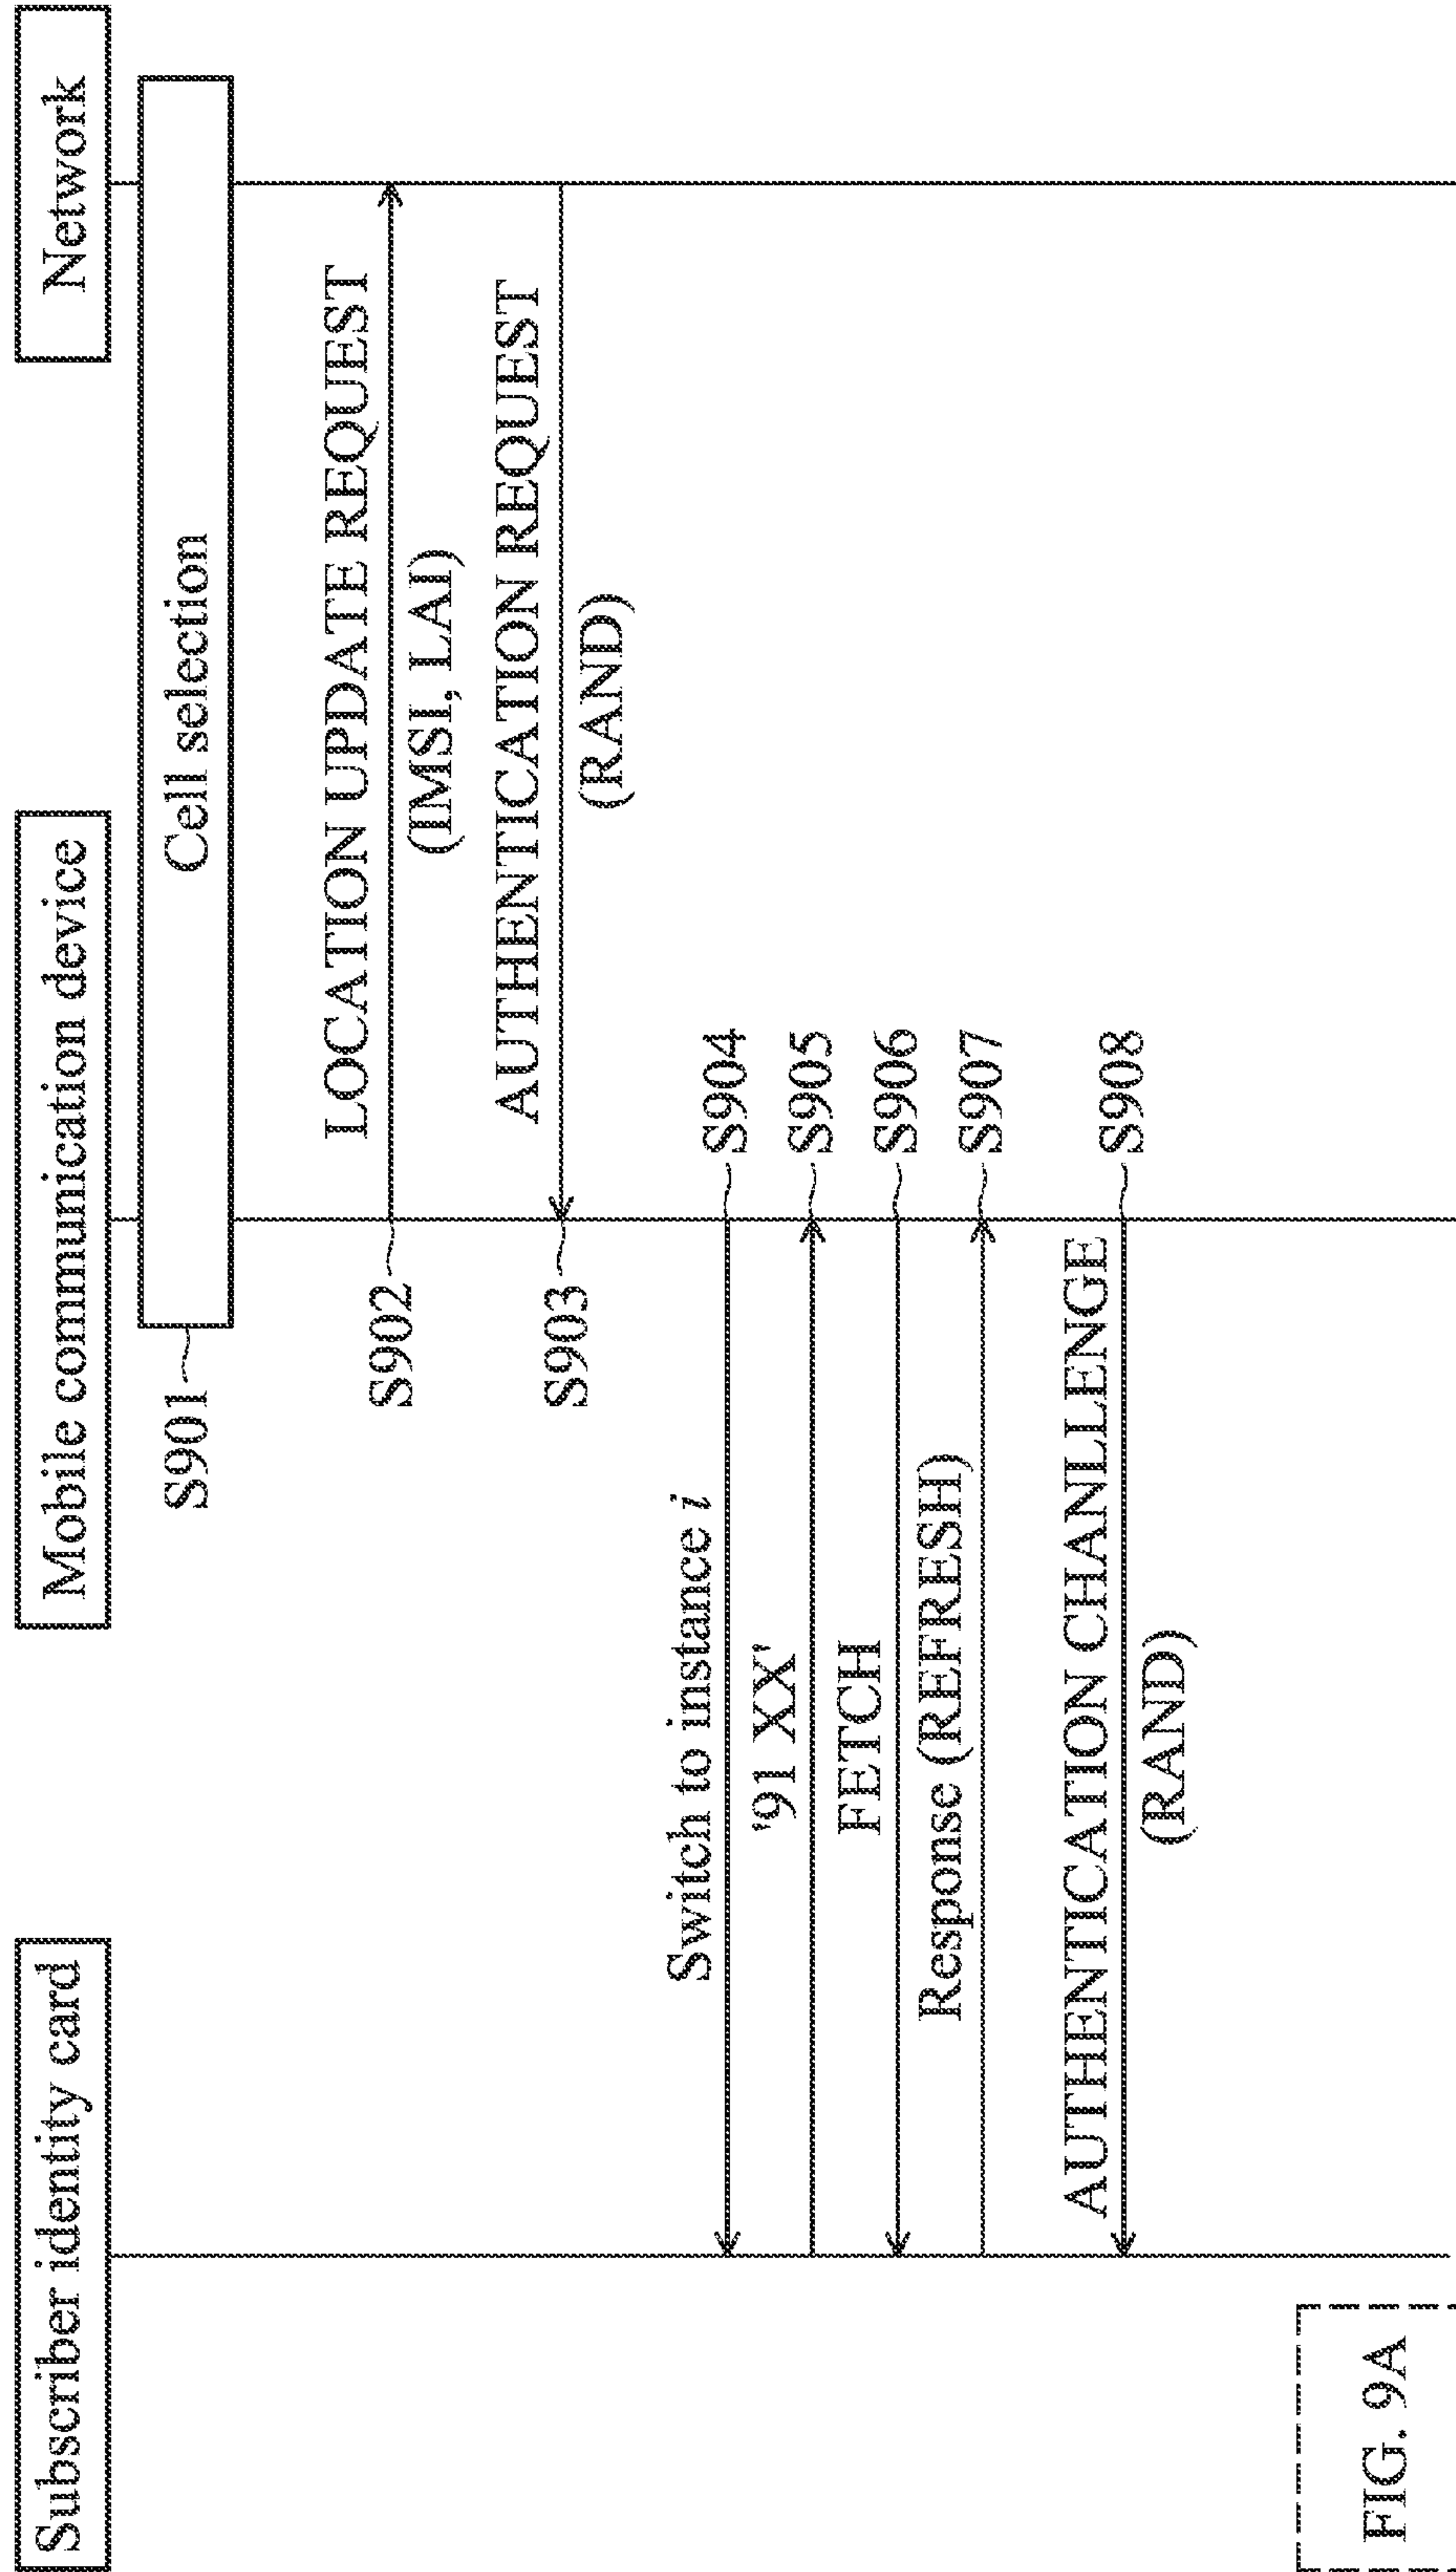 Subscriber identity card
Mobile communication device
Network
S901
Cell selection
LOCATION UPDATE REQUEST
S902
(IMSI, LAI)
AUTHENTICATION REQUEST
S903
(RAND)
Switch to instance i
S904
'91 XX'
S905
FETCH
S906
Response (REFRESH)
S907
AUTHENTICATION CHANLLENGE
S908
(RAND)
FIG. 9A